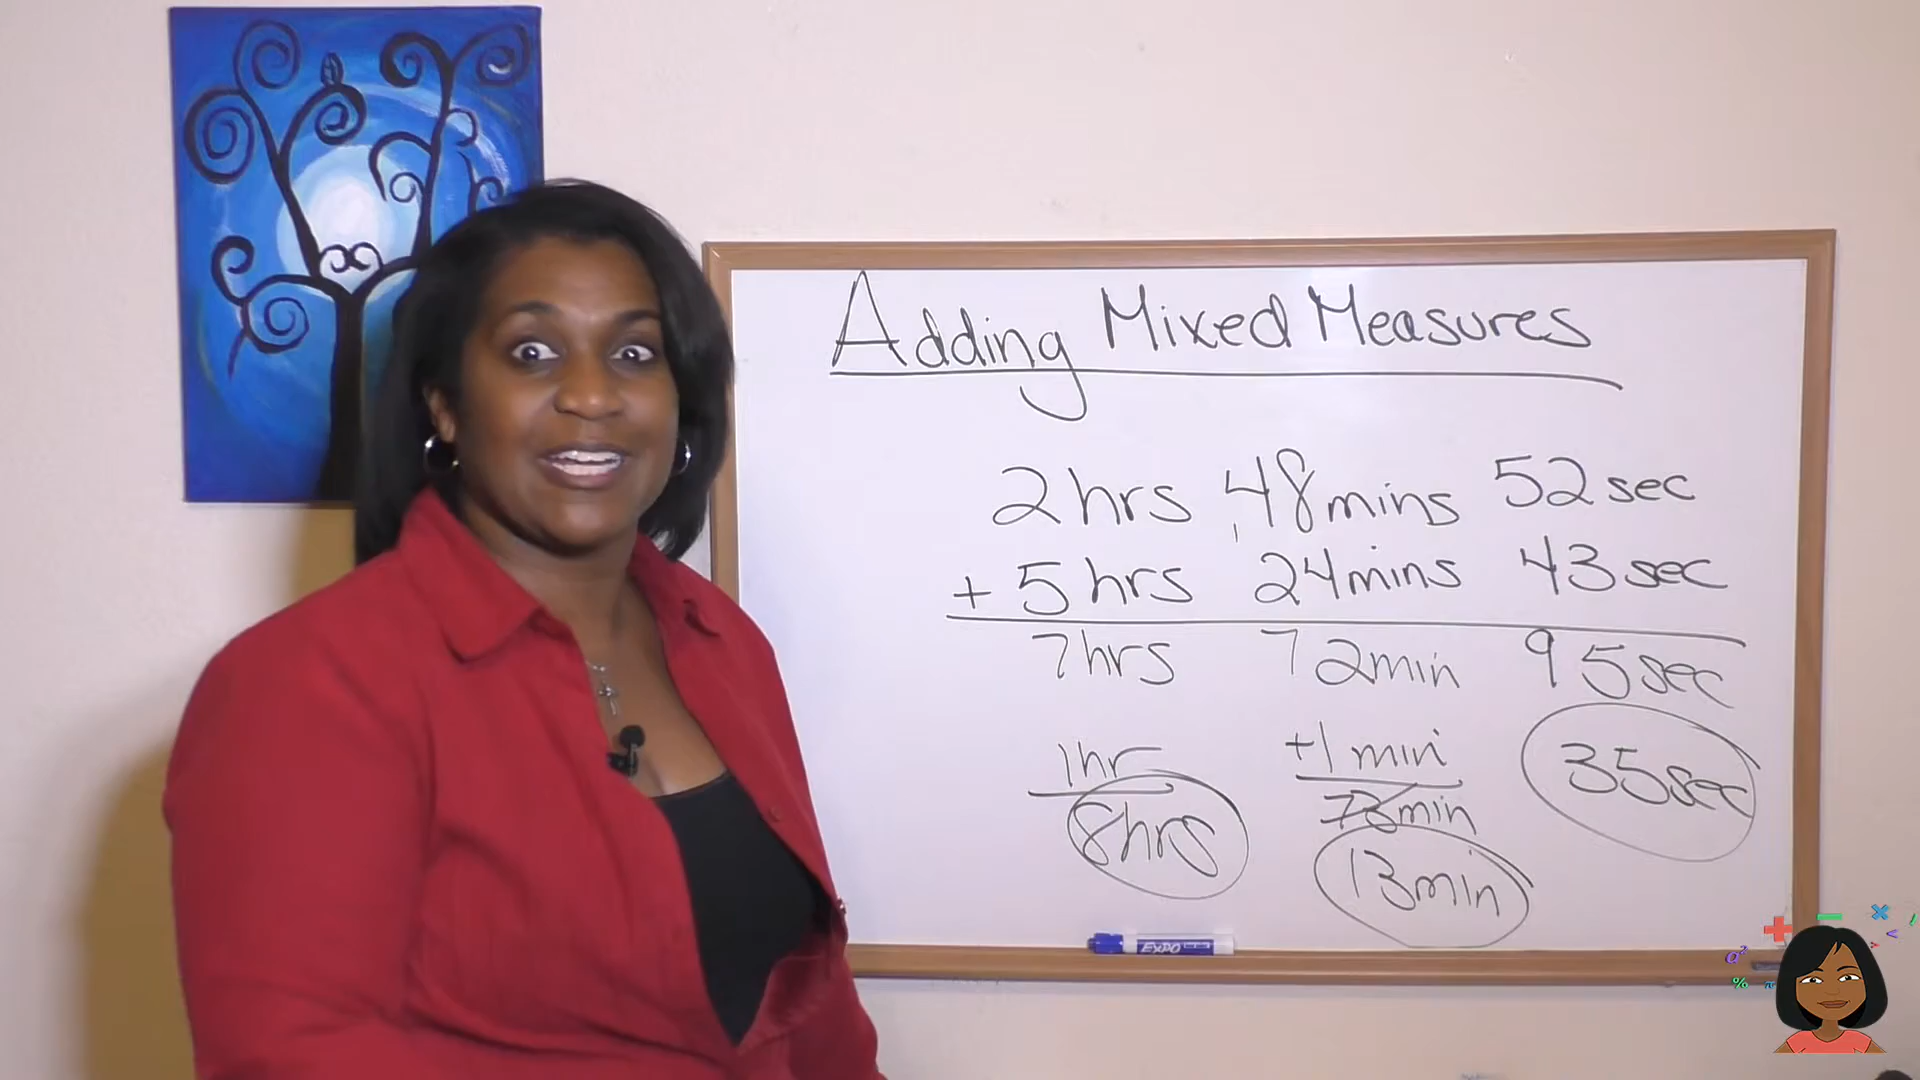 Adding Mixed Measures
2 hrs 48 mins 52 sec
+ 5 hrs 24 mins 43 sec
7 hrs 72 min 95 sec
1 hr +1 min 35 sec
8 hrs 73 min
13 min
EXPO